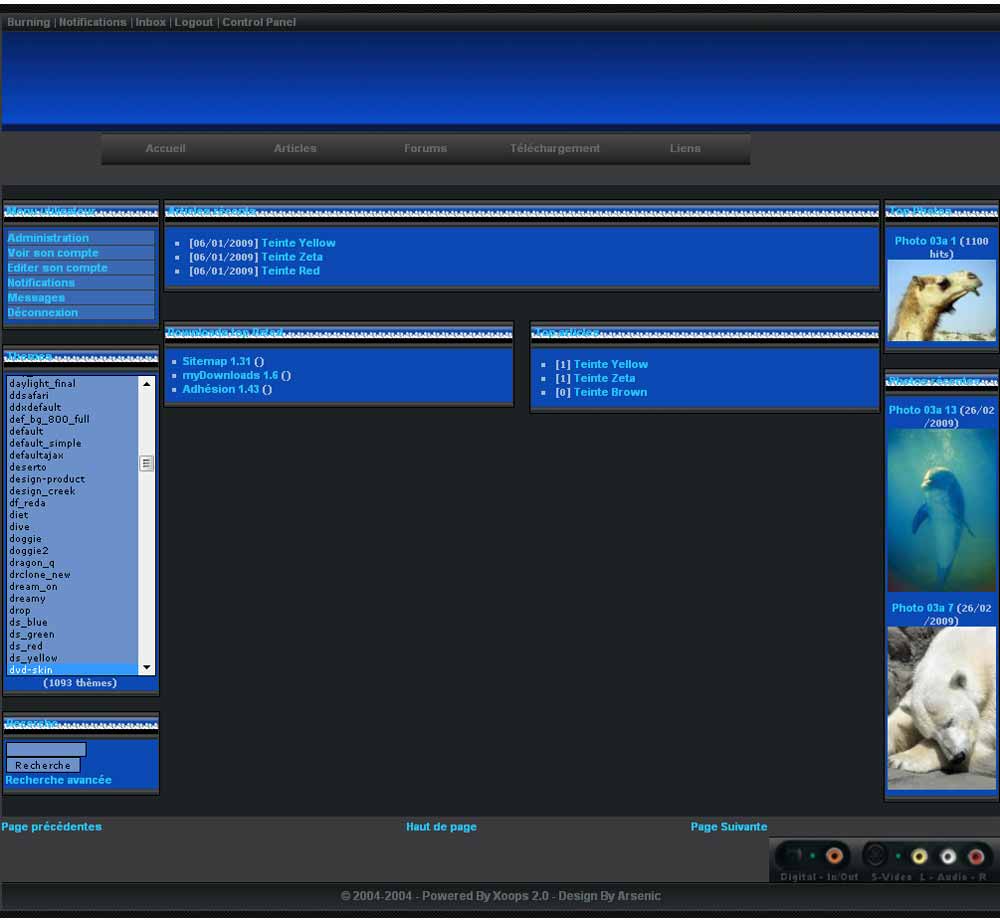 Burning | Notifications | Inbox | Logout | Control Panel
Accueil Articles Forums Téléchargement Liens
Menu utilisateur
Administration
Voir son compte
Editer son compte
Notifications
Messages
Déconnexion
Thèmes
daylight_final
ddsafari
ddxdefault
def_bg_800_full
default
default_simple
defaultajax
deserto
design-product
design_creek
df_reda
diet
dive
doggie
doggie2
dragon_q
drclone_new
dream_on
dreamy
drop
ds_blue
ds_green
ds_red
ds_yellow
dvd-skin
(1093 thèmes)
Recherche
Recherche avancée
Articles récents
[06/01/2009] Teinte Yellow
[06/01/2009] Teinte Zeta
[06/01/2009] Teinte Red
Downloads top Rated
Sitemap 1.31 ()
myDownloads 1.6 ()
Adhésion 1.43 ()
Top articles
[1] Teinte Yellow
[1] Teinte Zeta
[0] Teinte Brown
Top Photos
Photo 03a 1 (1100
hits)
Photos récentes
Photo 03a 13 (26/02
/2009)
Photo 03a 7 (26/02
/2009)
Page précédentes Haut de page Page Suivante
Digital - In/Out S-Video L - Audio - R
© 2004-2004 - Powered By Xoops 2.0 - Design By Arsenic